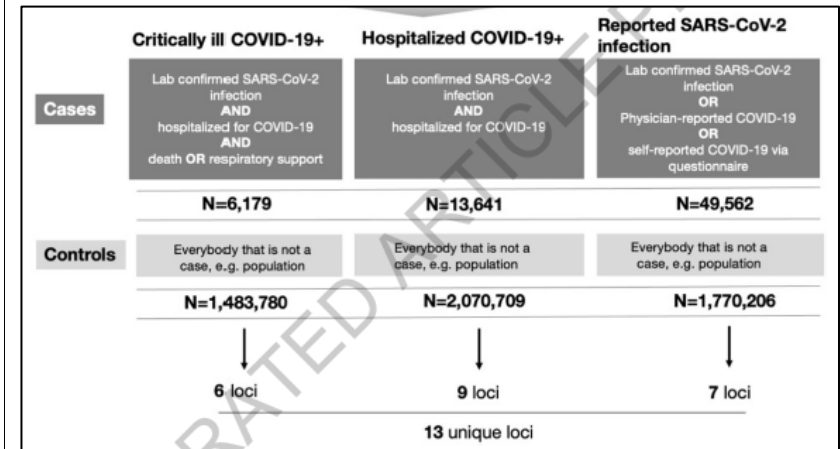 Critically ill COVID-19+
Hospitalized COVID-19+
Reported SARS-CoV-2
infection
Cases
Lab confirmed SARS-CoV-2
infection
AND
hospitalized for COVID-19
AND
death OR respiratory support
Lab confirmed SARS-CoV-2
infection
AND
hospitalized for COVID-19
Lab confirmed SARS-CoV-2
infection
OR
Physician-reported COVID-19
OR
self-reported COVID-19 via
questionnaire
N=6,179
N=13,641
N=49,562
Controls
Everybody that is not a
case, e.g. population
Everybody that is not a
case, e.g. population
Everybody that is not a
case, e.g. population
N=1,483,780
N=2,070,709
N=1,770,206
6 loci
9 loci
7 loci
13 unique loci
ARTICLE